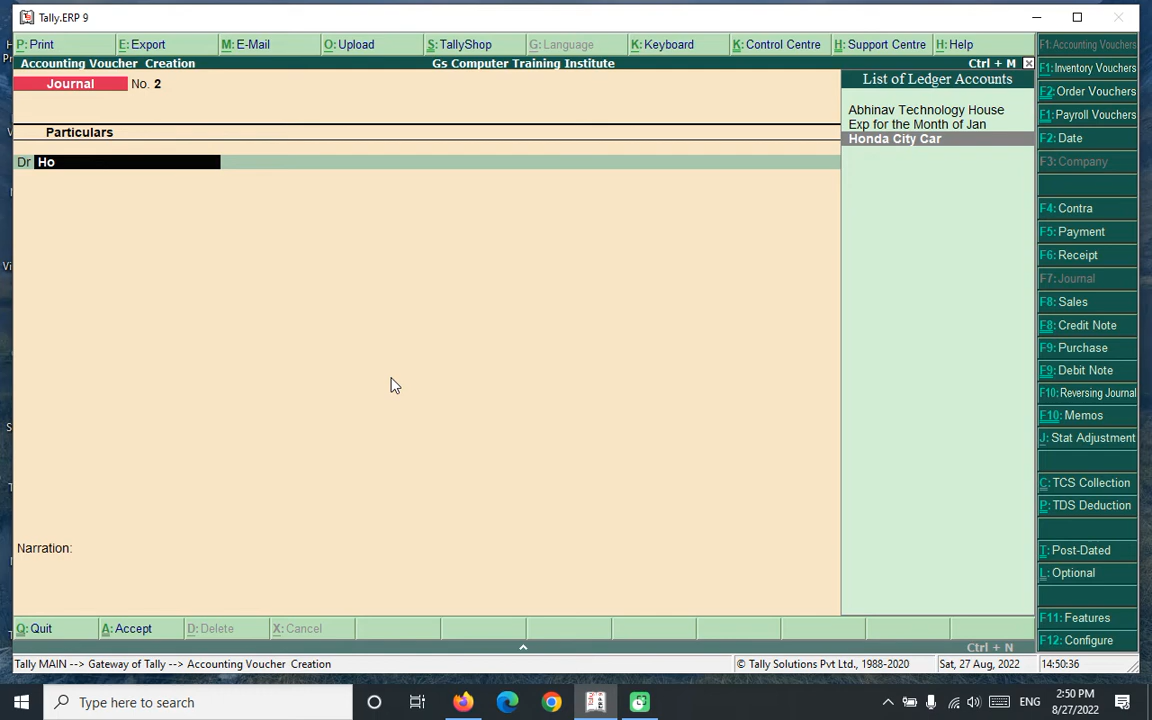 Tally.ERP 9
P: Print E: Export M: E-Mail O: Upload S: TallyShop G: Language K: Keyboard K: Control Centre H: Support Centre H: Help
Accounting Voucher Creation Gs Computer Training Institute Ctrl + M
Journal No. 2
Particulars
Dr Ho
Narration:
List of Ledger Accounts
Abhinav Technology House
Exp for the Month of Jan
Honda City Car
F1: Accounting Vouchers
F1: Inventory Vouchers
F2: Order Vouchers
F1: Payroll Vouchers
F2: Date
F3: Company
F4: Contra
F5: Payment
F6: Receipt
F7: Journal
F8: Sales
F8: Credit Note
F9: Purchase
F9: Debit Note
F10: Reversing Journal
F10: Memos
J: Stat Adjustment
C: TCS Collection
P: TDS Deduction
T: Post-Dated
L: Optional
F11: Features
F12: Configure
Q: Quit A: Accept D: Delete X: Cancel
Ctrl + N
Tally MAIN --> Gateway of Tally --> Accounting Voucher Creation © Tally Solutions Pvt Ltd., 1988-2020 Sat, 27 Aug, 2022 14:50:36
Type here to search ENG 2:50 PM
8/27/2022